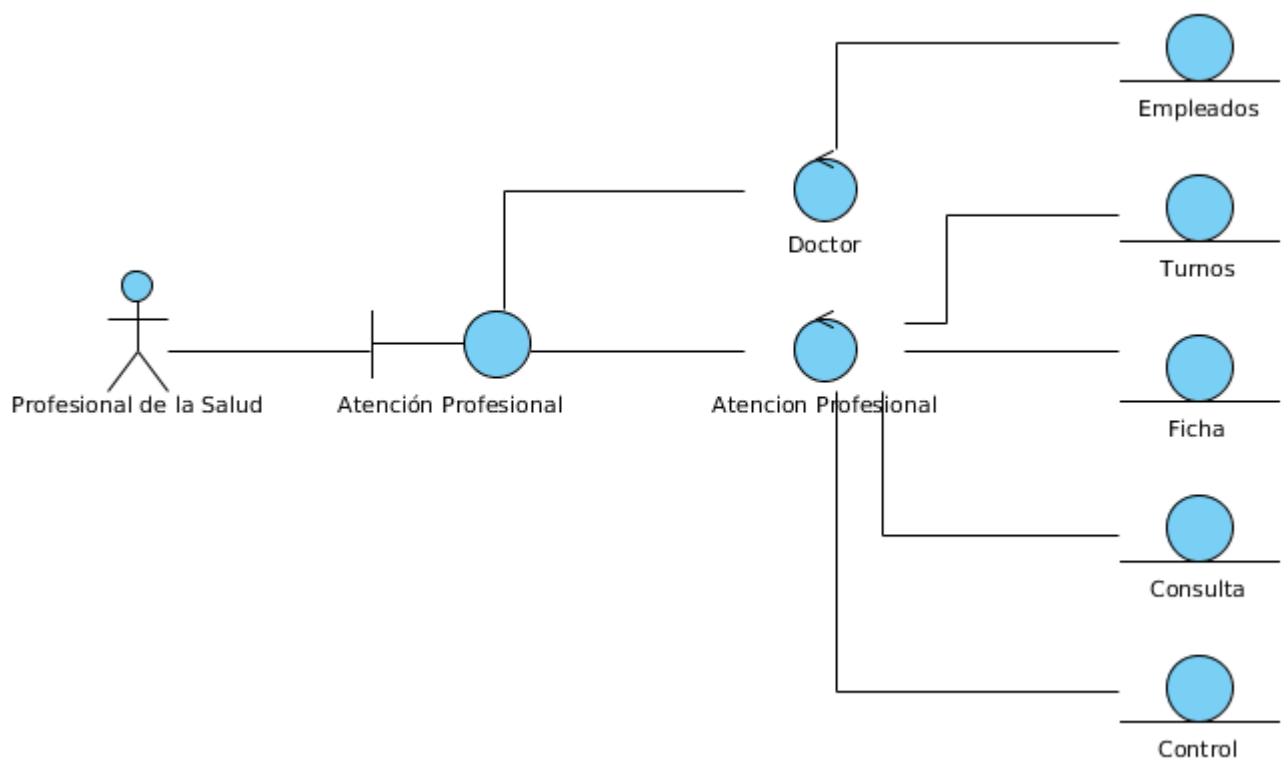 Empleados
Doctor
Turnos
Profesional de la Salud
Atención Profesional
Atencion Profesional
Ficha
Consulta
Control